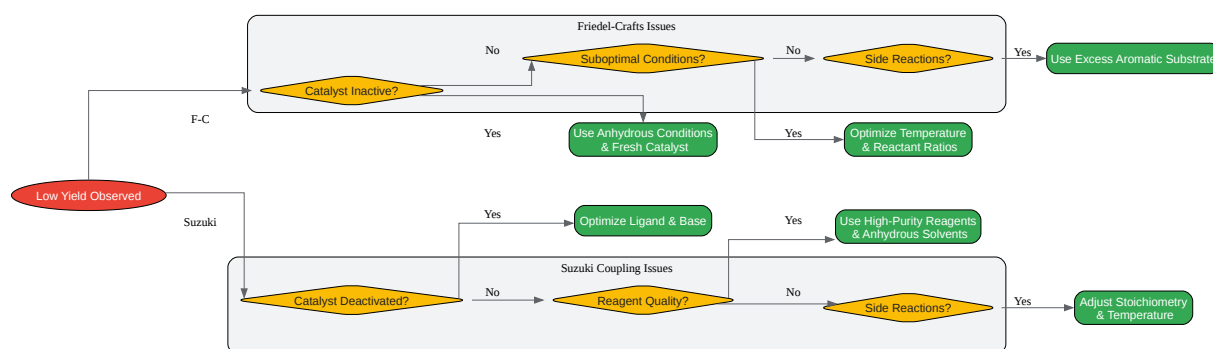 Friedel-Crafts Issues
No
Suboptimal Conditions?
No
Side Reactions?
Yes
Use Excess Aromatic Substrate
Catalyst Inactive?
F-C
Yes
Use Anhydrous Conditions
& Fresh Catalyst
Yes
Optimize Temperature
& Reactant Ratios
Low Yield Observed
Suzuki
Yes
Optimize Ligand & Base
Yes
Use High-Purity Reagents
& Anhydrous Solvents
Suzuki Coupling Issues
Catalyst Deactivated?
No
Reagent Quality?
No
Side Reactions?
Yes
Adjust Stoichiometry
& Temperature